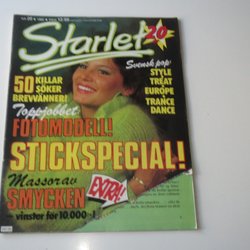 Starlet
20
Svensk pop
STYLE
TREAT
EUROPE
TRANCE
DANCE
50 KILLAR
SÖKER
BREVVÄNNER!
Toppjobbet
FOTOMODELL!
STICKSPECIAL!
Massor av
SMYCKEN
EXTRA!
– vinster för 10.000:-!